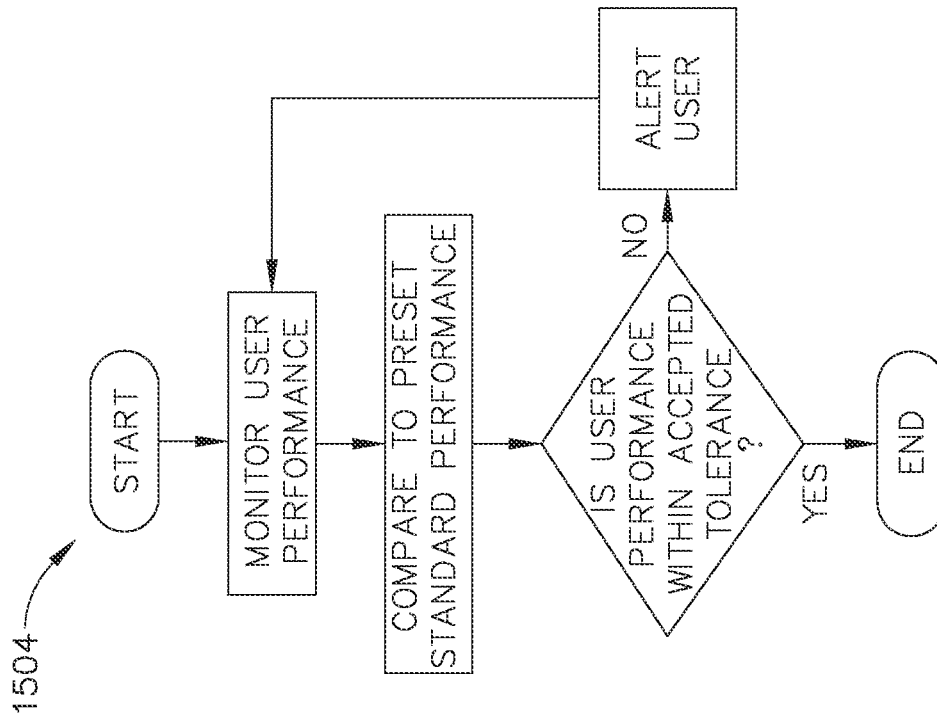 1504
START
MONITOR USER
PERFORMANCE
COMPARE TO PRESET
STANDARD PERFORMANCE
IS USER
PERFORMANCE
WITHIN ACCEPTED
TOLERANCE
?
NO
ALERT
USER
YES
END